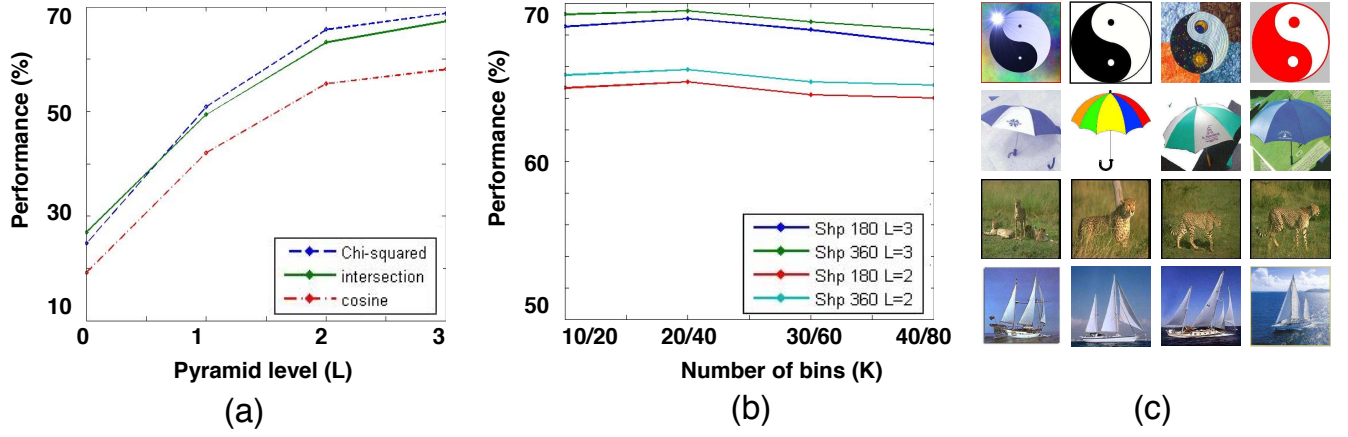 70
50
30
10
Performance (%)
Chi-squared
intersection
cosine
0 1 2 3
Pyramid level (L)
(a)
70
60
50
Performance (%)
Shp 180 L=3
Shp 360 L=3
Shp 180 L=2
Shp 360 L=2
10/20 20/40 30/60 40/80
Number of bins (K)
(b)
(c)